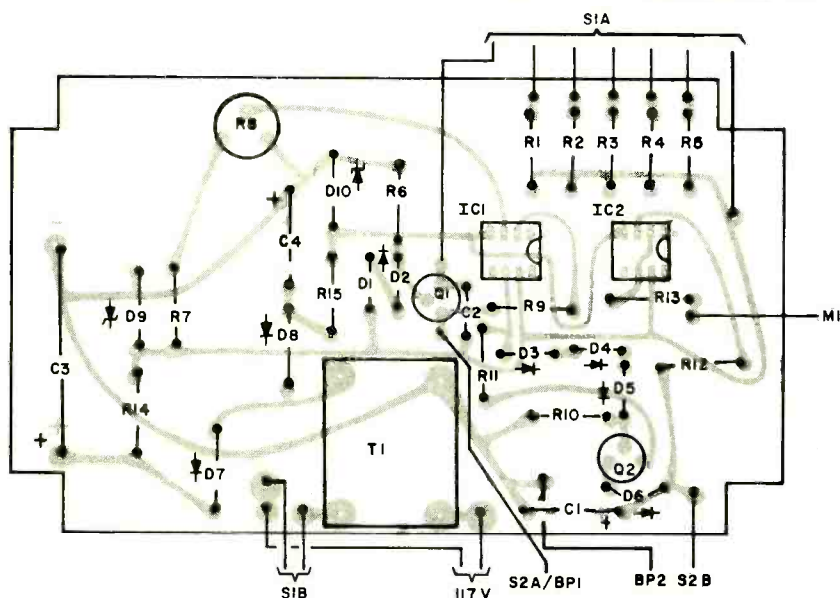 S1A
R8
R1 R2 R3 R4 R5
D10 R6
+
IC1 IC2
C4
D1 D2
Q1
D9 R7 R15 C2 R9 R13
M1
D8
C3 R11 D3 D4 R12
D5
R14 R10
T1
+
D7 Q2
D6
C1
+
S1B 117V S2A/BP1 BP2 S2B